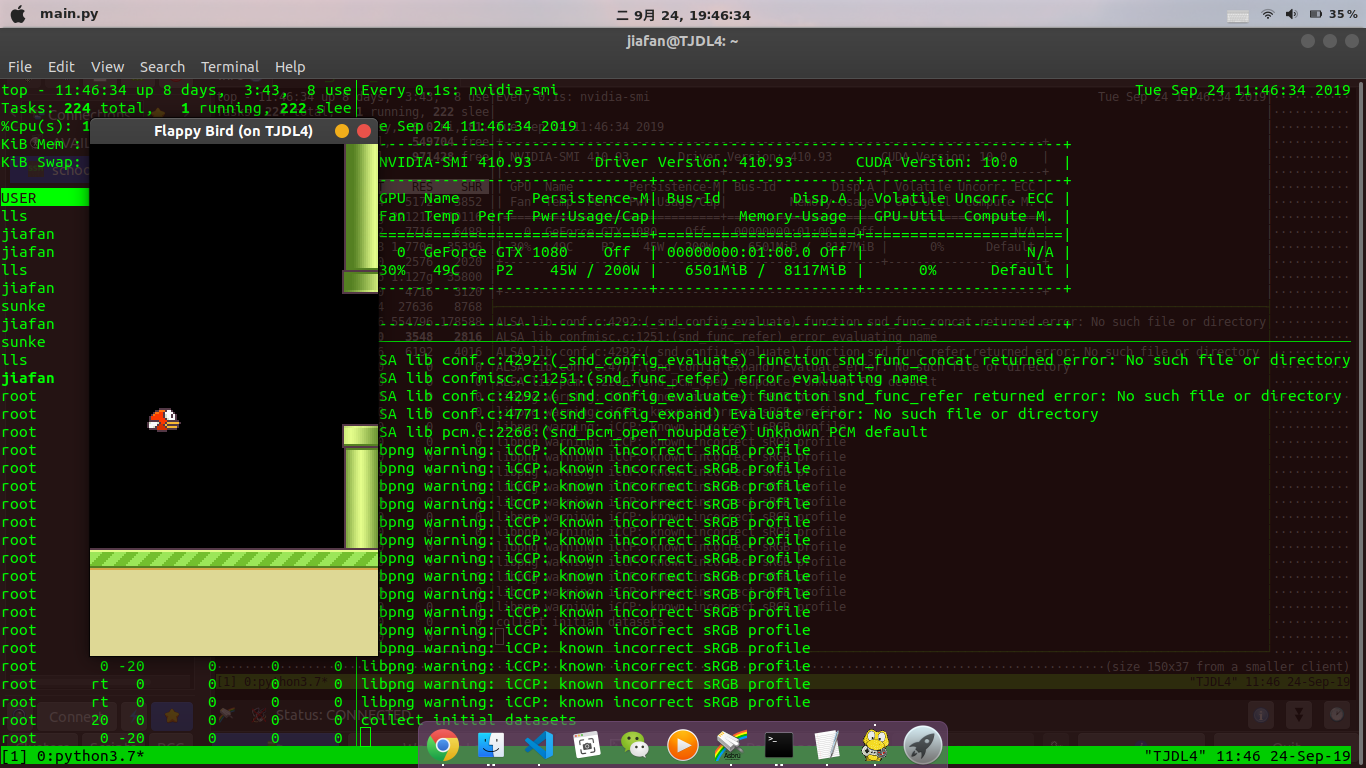 main.py
二 9月 24, 19:46:34
35%
jiafan@TJDL4: ~
File Edit View Search Terminal Help
top - 11:46:34 up 8 days, 3:43, 8 use
Every 0.1s: nvidia-smi
Tue Sep 24 11:46:34 2019
Tasks: 224 total, 1 running, 222 slee
%Cpu(s): 1
Flappy Bird (on TJDL4)
e Sep 24 11:46:34 2019
KiB Mem :
KiB Swap:
NVIDIA-SMI 410.93 Driver Version: 410.93 CUDA Version: 10.0 |
USER
GPU Name Persistence-M| Bus-Id Disp.A | Volatile Uncorr. ECC |
lls
Fan Temp Perf Pwr:Usage/Cap| Memory-Usage | GPU-Util Compute M. |
jiafan
jiafan
0 GeForce GTX 1080 Off | 00000000:01:00.0 Off | N/A |
lls
30% 49C P2 45W / 200W | 6501MiB / 8117MiB | 0% Default |
jiafan
sunke
jiafan
sunke
lls
SA lib conf.c:4292:(_snd_config_evaluate) function snd_func_concat returned error: No such file or directory
jiafan
SA lib confmisc.c:1251:(snd_func_refer) error evaluating name
root
SA lib conf.c:4292:(_snd_config_evaluate) function snd_func_refer returned error: No such file or directory
root
SA lib conf.c:4771:(snd_config_expand) Evaluate error: No such file or directory
root
SA lib pcm.c:2266:(snd_pcm_open_noupdate) Unknown PCM default
root
bpng warning: iCCP: known incorrect sRGB profile
root
bpng warning: iCCP: known incorrect sRGB profile
root
bpng warning: iCCP: known incorrect sRGB profile
root
bpng warning: iCCP: known incorrect sRGB profile
root
bpng warning: iCCP: known incorrect sRGB profile
root
bpng warning: iCCP: known incorrect sRGB profile
root
bpng warning: iCCP: known incorrect sRGB profile
root
bpng warning: iCCP: known incorrect sRGB profile
root
bpng warning: iCCP: known incorrect sRGB profile
root
bpng warning: iCCP: known incorrect sRGB profile
root
bpng warning: iCCP: known incorrect sRGB profile
root
bpng warning: iCCP: known incorrect sRGB profile
root 0 -20 0 0 0
libpng warning: iCCP: known incorrect sRGB profile
(size 150x37 from a smaller client)
root rt 0 0 0 0
libpng warning: iCCP: known incorrect sRGB profile
root rt 0 0 0 0
libpng warning: iCCP: known incorrect sRGB profile
root 20 0 0 0 0
collect initial datasets
Status: CONNECTED
root 0 -20 0 0 0
[1] 0:python3.7*
"TJDL4" 11:46 24-Sep-19